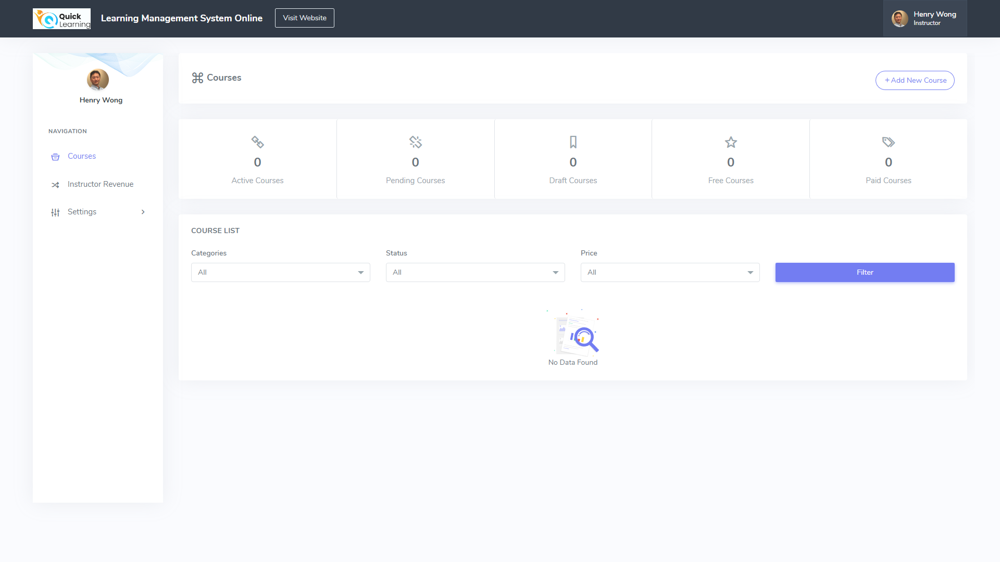 Quick
Learning
Learning Management System Online
Visit Website
Henry Wong
Instructor
Henry Wong
NAVIGATION
Courses
Instructor Revenue
Settings
Courses
+ Add New Course
0
Active Courses
0
Pending Courses
0
Draft Courses
0
Free Courses
0
Paid Courses
COURSE LIST
Categories
All
Status
All
Price
All
Filter
No Data Found